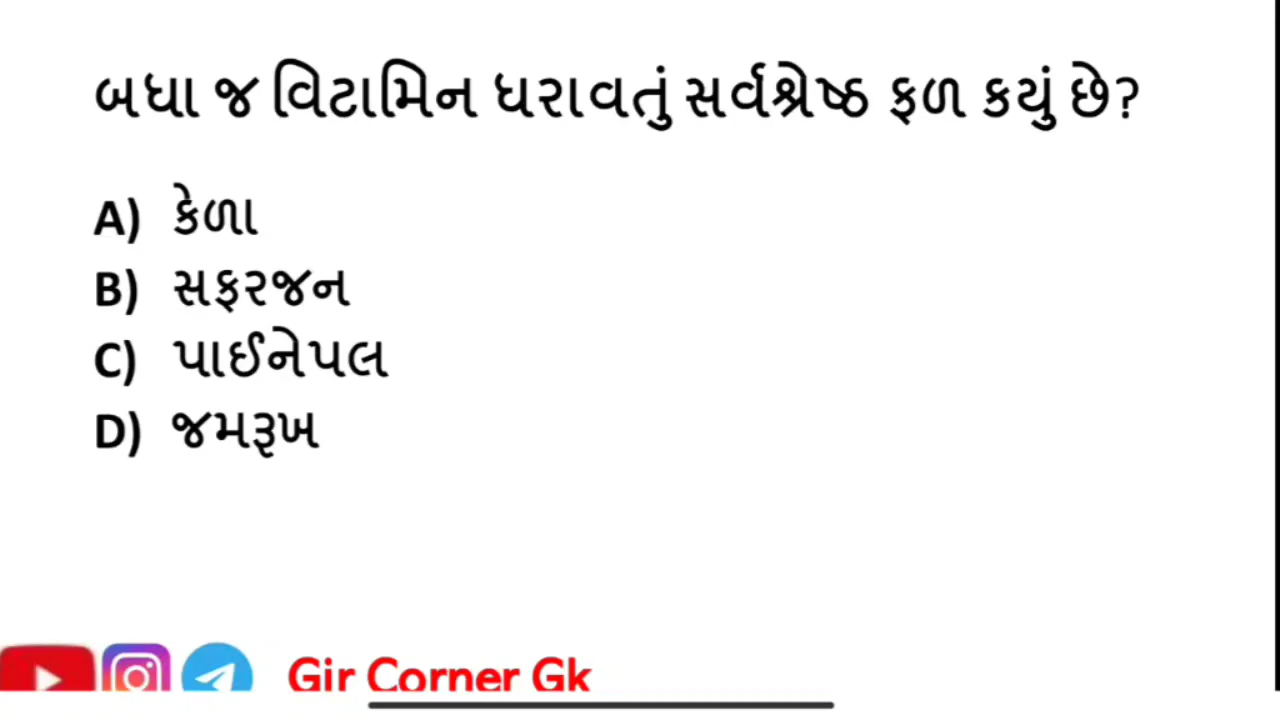 બધા જ વિટામિન ધરાવતું સર્વશ્રેષ્ઠ ફળ કયું છે?
A) કેળા
B) સફરજન
C) પાઈનેપલ
D) જમરૂખ
Gir Corner Gk